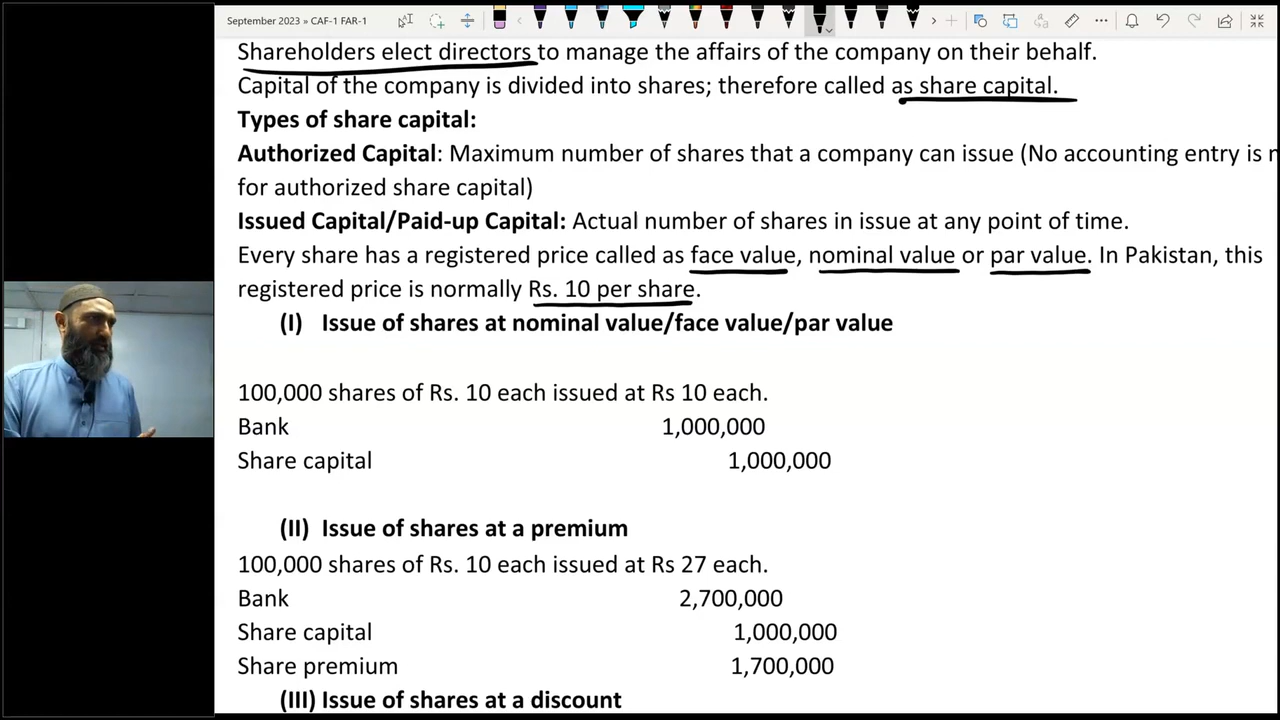 September 2023 » CAF-1 FAR-1
Shareholders elect directors to manage the affairs of the company on their behalf.
Capital of the company is divided into shares; therefore called as share capital.
Types of share capital:
Authorized Capital: Maximum number of shares that a company can issue (No accounting entry is
for authorized share capital)
Issued Capital/Paid-up Capital: Actual number of shares in issue at any point of time.
Every share has a registered price called as face value, nominal value or par value. In Pakistan, this
registered price is normally Rs. 10 per share.
(I) Issue of shares at nominal value/face value/par value
100,000 shares of Rs. 10 each issued at Rs 10 each.
Bank 1,000,000
Share capital 1,000,000
(II) Issue of shares at a premium
100,000 shares of Rs. 10 each issued at Rs 27 each.
Bank 2,700,000
Share capital 1,000,000
Share premium 1,700,000
(III) Issue of shares at a discount